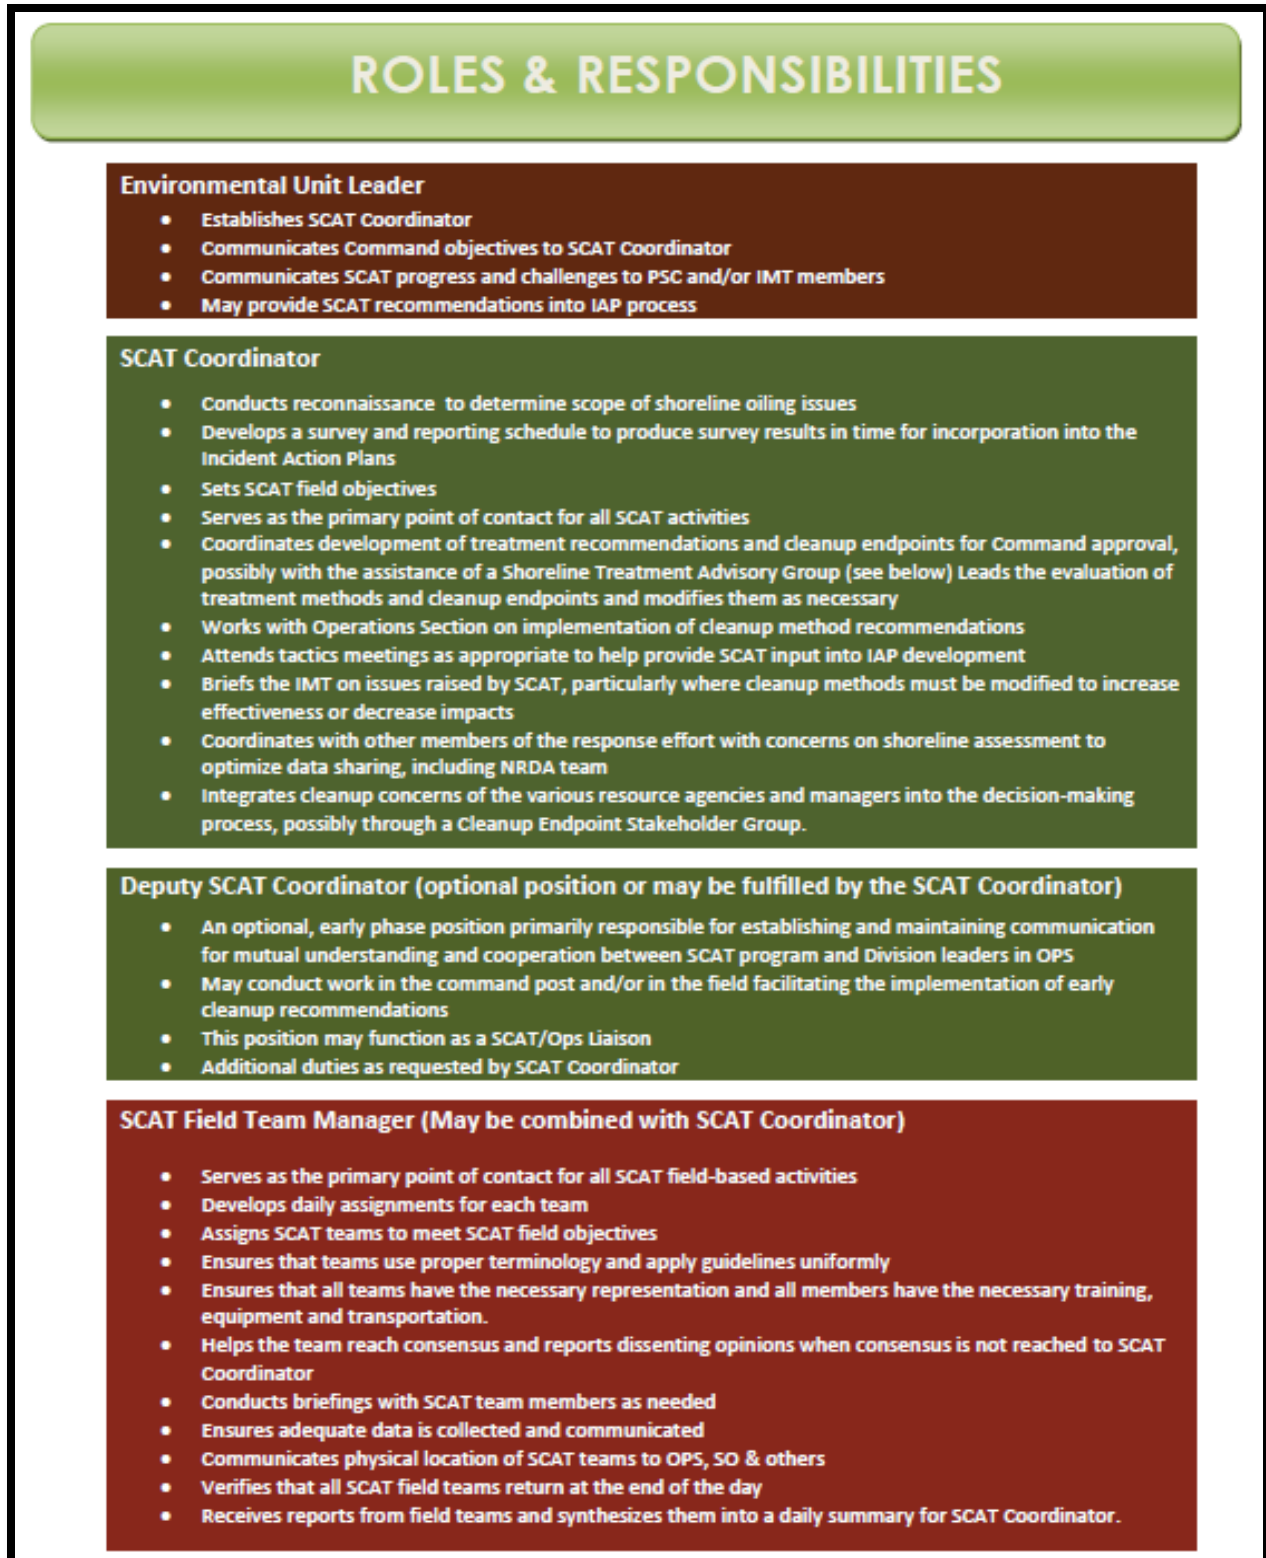 ROLES & RESPONSIBILITIES
Environmental Unit Leader
• Establishes SCAT Coordinator
• Communicates Command objectives to SCAT Coordinator
• Communicates SCAT progress and challenges to PSC and/or IMT members
• May provide SCAT recommendations into IAP process
SCAT Coordinator
• Conducts reconnaissance to determine scope of shoreline oiling issues
• Develops a survey and reporting schedule to produce survey results in time for incorporation into the
Incident Action Plans
• Sets SCAT field objectives
• Serves as the primary point of contact for all SCAT activities
• Coordinates development of treatment recommendations and cleanup endpoints for Command approval,
possibly with the assistance of a Shoreline Treatment Advisory Group (see below) Leads the evaluation of
treatment methods and cleanup endpoints and modifies them as necessary
• Works with Operations Section on implementation of cleanup method recommendations
• Attends tactics meetings as appropriate to help provide SCAT input into IAP development
• Briefs the IMT on issues raised by SCAT, particularly where cleanup methods must be modified to increase
effectiveness or decrease impacts
• Coordinates with other members of the response effort with concerns on shoreline assessment to
optimize data sharing, including NRDA team
• Integrates cleanup concerns of the various resource agencies and managers into the decision-making
process, possibly through a Cleanup Endpoint Stakeholder Group.
Deputy SCAT Coordinator (optional position or may be fulfilled by the SCAT Coordinator)
• An optional, early phase position primarily responsible for establishing and maintaining communication
for mutual understanding and cooperation between SCAT program and Division leaders in OPS
• May conduct work in the command post and/or in the field facilitating the implementation of early
cleanup recommendations
• This position may function as a SCAT/Ops Liaison
• Additional duties as requested by SCAT Coordinator
SCAT Field Team Manager (May be combined with SCAT Coordinator)
• Serves as the primary point of contact for all SCAT field-based activities
• Develops daily assignments for each team
• Assigns SCAT teams to meet SCAT field objectives
• Ensures that teams use proper terminology and apply guidelines uniformly
• Ensures that all teams have the necessary representation and all members have the necessary training,
equipment and transportation.
• Helps the team reach consensus and reports dissenting opinions when consensus is not reached to SCAT
Coordinator
• Conducts briefings with SCAT team members as needed
• Ensures adequate data is collected and communicated
• Communicates physical location of SCAT teams to OPS, SO & others
• Verifies that all SCAT field teams return at the end of the day
• Receives reports from field teams and synthesizes them into a daily summary for SCAT Coordinator.